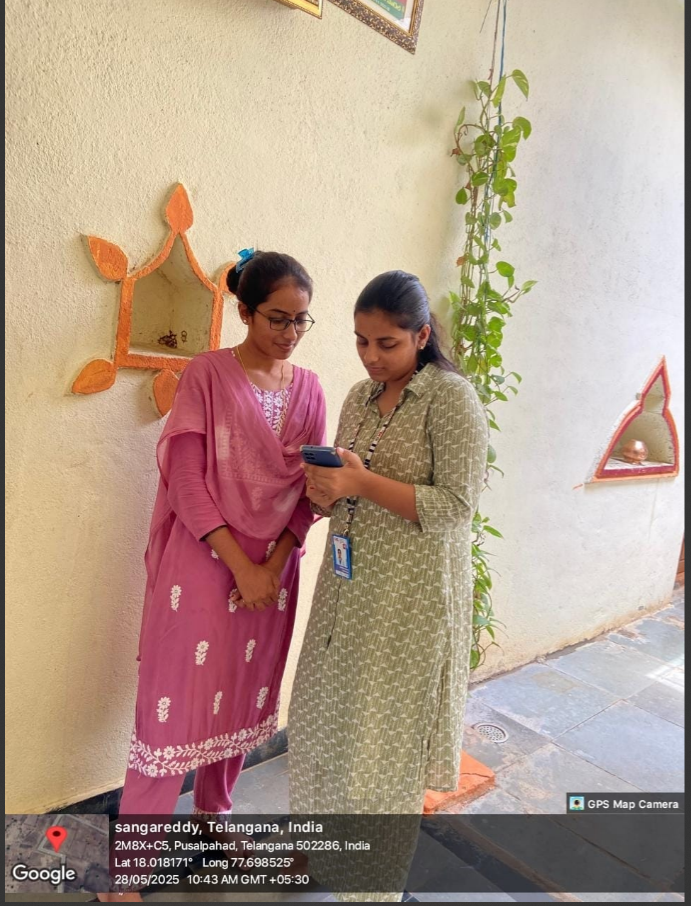 GPS Map Camera
sangareddy, Telangana, India
2M8X+C5, Pusalpahad, Telangana 502286, India
Lat 18.018171° Long 77.698525°
28/05/2025 10:43 AM GMT +05:30
Google